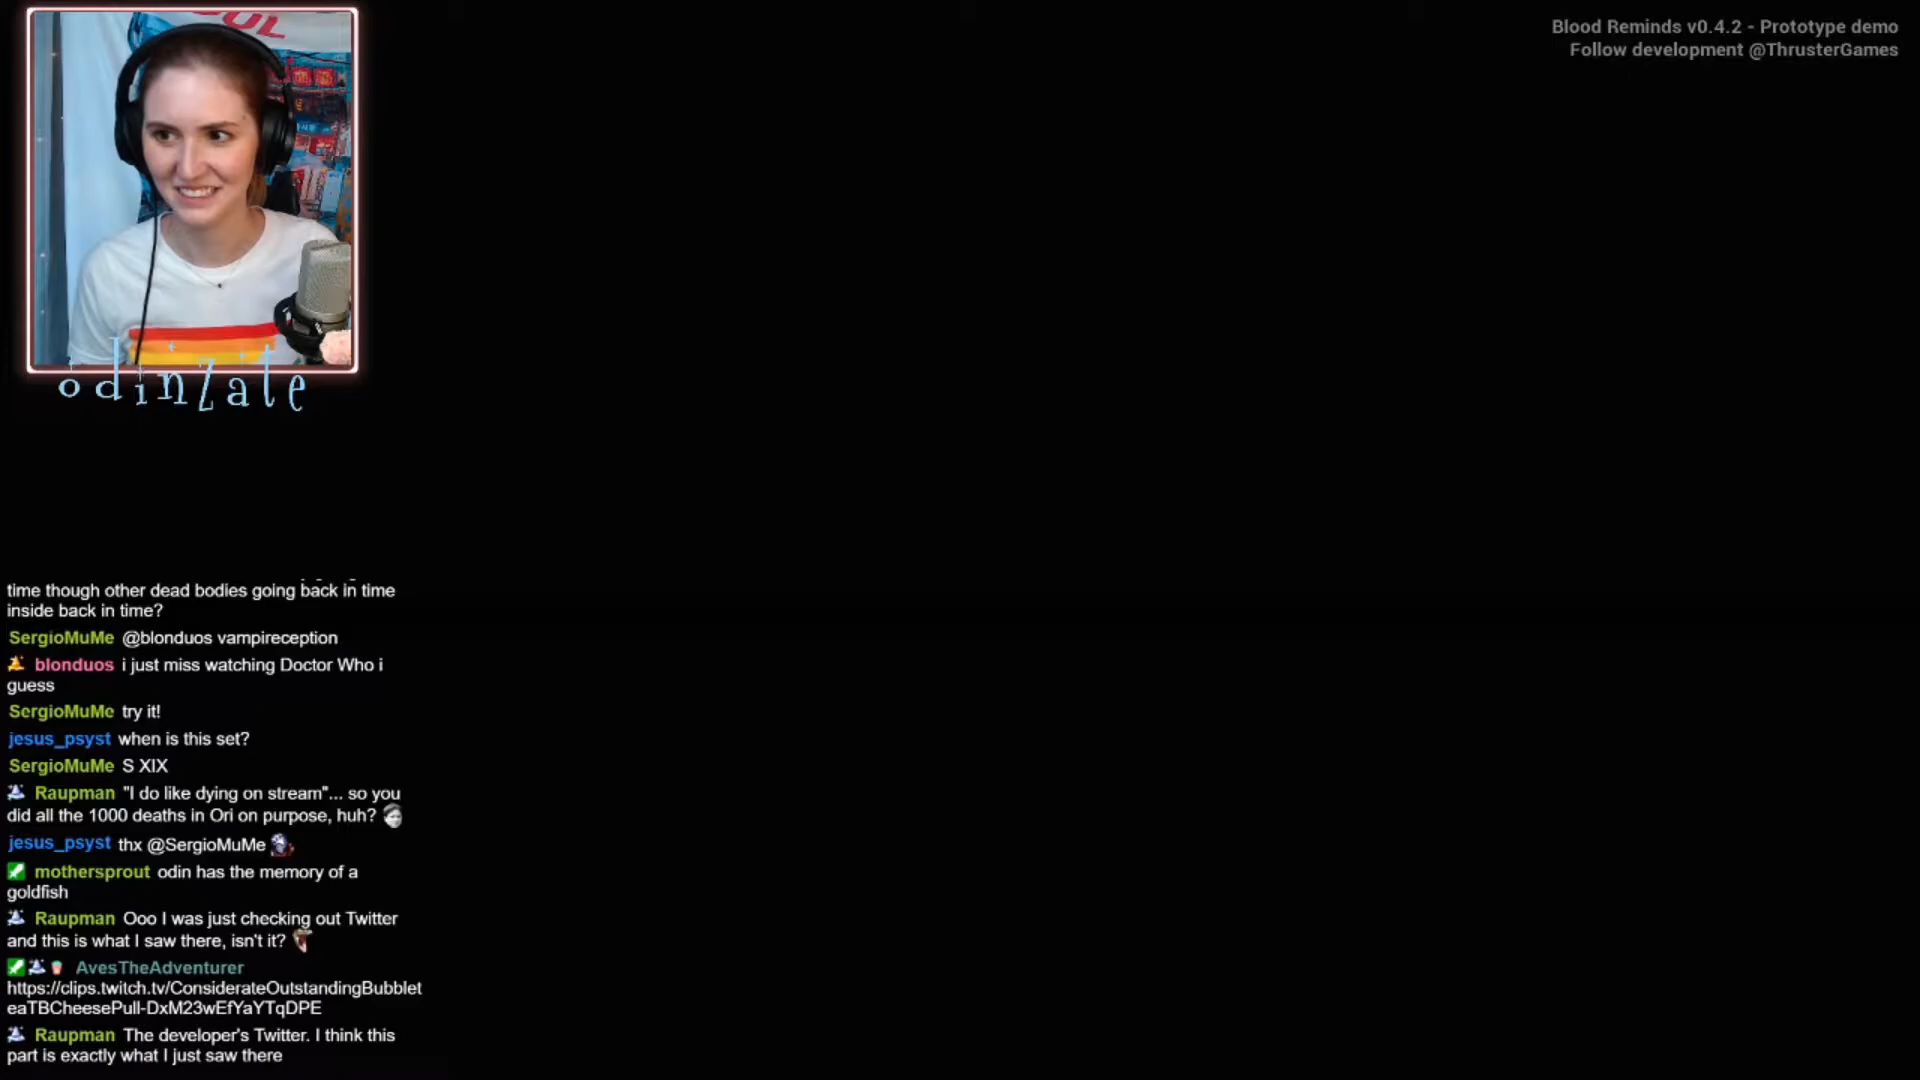 OUL
Blood Reminds v0.4.2 - Prototype demo
Follow development @ThrusterGames
odinzate
time though other dead bodies going back in time
inside back in time?
SergioMuMe @blonduos vampireception
blonduos i just miss watching Doctor Who i
guess
SergioMuMe try it!
jesus_psyst when is this set?
SergioMuMe S XIX
Raupman "I do like dying on stream"... so you
did all the 1000 deaths in Ori on purpose, huh?
jesus_psyst thx @SergioMuMe
mothersprout odin has the memory of a
goldfish
Raupman Ooo I was just checking out Twitter
and this is what I saw there, isn't it?
AvesTheAdventurer
https://clips.twitch.tv/ConsiderateOutstandingBubblet
eaTBCheesePull-DxM23wEfYaYTqDPE
Raupman The developer's Twitter. I think this
part is exactly what I just saw there